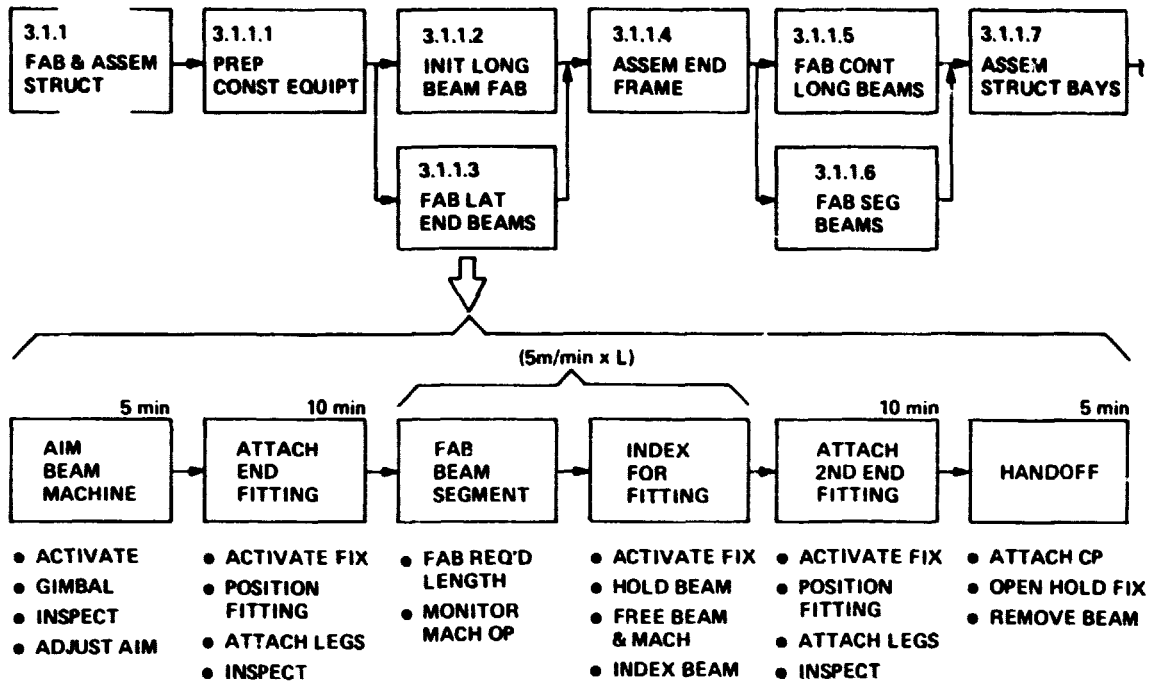 3.1.1
FAB & ASSEM
STRUCT
3.1.1.1
PREP
CONST EQUIPT
3.1.1.2
INIT LONG
BEAM FAB
3.1.1.4
ASSEM END
FRAME
3.1.1.5
FAB CONT
LONG BEAMS
3.1.1.7
ASSEM
STRUCT BAYS
3.1.1.3
FAB LAT
END BEAMS
3.1.1.6
FAB SEG
BEAMS
(5m/min x L)
5 min
AIM
BEAM
MACHINE
10 min
ATTACH
END
FITTING
FAB
BEAM
SEGMENT
INDEX
FOR
FITTING
10 min
ATTACH
2ND END
FITTING
5 min
HANDOFF
● ACTIVATE
● GIMBAL
● INSPECT
● ADJUST AIM
● ACTIVATE FIX
● POSITION
FITTING
● ATTACH LEGS
● INSPECT
● FAB REQ'D
LENGTH
● MONITOR
MACH OP
● ACTIVATE FIX
● HOLD BEAM
● FREE BEAM
& MACH
● INDEX BEAM
● ACTIVATE FIX
● POSITION
FITTING
● ATTACH LEGS
● INSPECT
● ATTACH CP
● OPEN HOLD FIX
● REMOVE BEAM